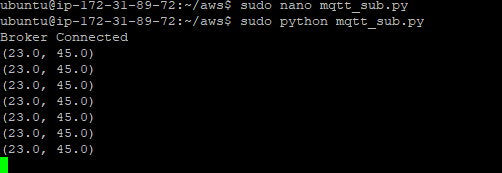 ubuntu@ip-172-31-89-72:~/aws$ sudo nano mqtt_sub.py
ubuntu@ip-172-31-89-72:~/aws$ sudo python mqtt_sub.py
Broker Connected
(23.0, 45.0)
(23.0, 45.0)
(23.0, 45.0)
(23.0, 45.0)
(23.0, 45.0)
(23.0, 45.0)
(23.0, 45.0)